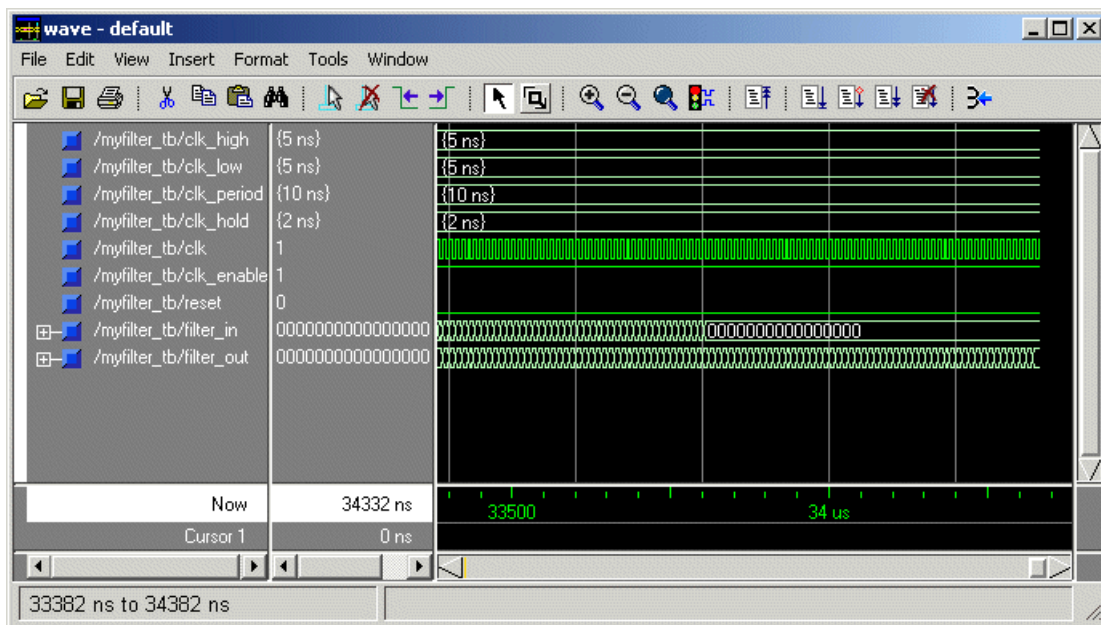 wave - default
File Edit View Insert Format Tools Window
/myfilter_tb/clk_high {5 ns} {5 ns}
/myfilter_tb/clk_low {5 ns} {5 ns}
/myfilter_tb/clk_period {10 ns} {10 ns}
/myfilter_tb/clk_hold {2 ns} {2 ns}
/myfilter_tb/clk 1
/myfilter_tb/clk_enable 1
/myfilter_tb/reset 0
/myfilter_tb/filter_in 0000000000000000 0000000000000000
/myfilter_tb/filter_out 0000000000000000
Now 34332 ns 33500 34 us
Cursor 1 0 ns
33382 ns to 34382 ns